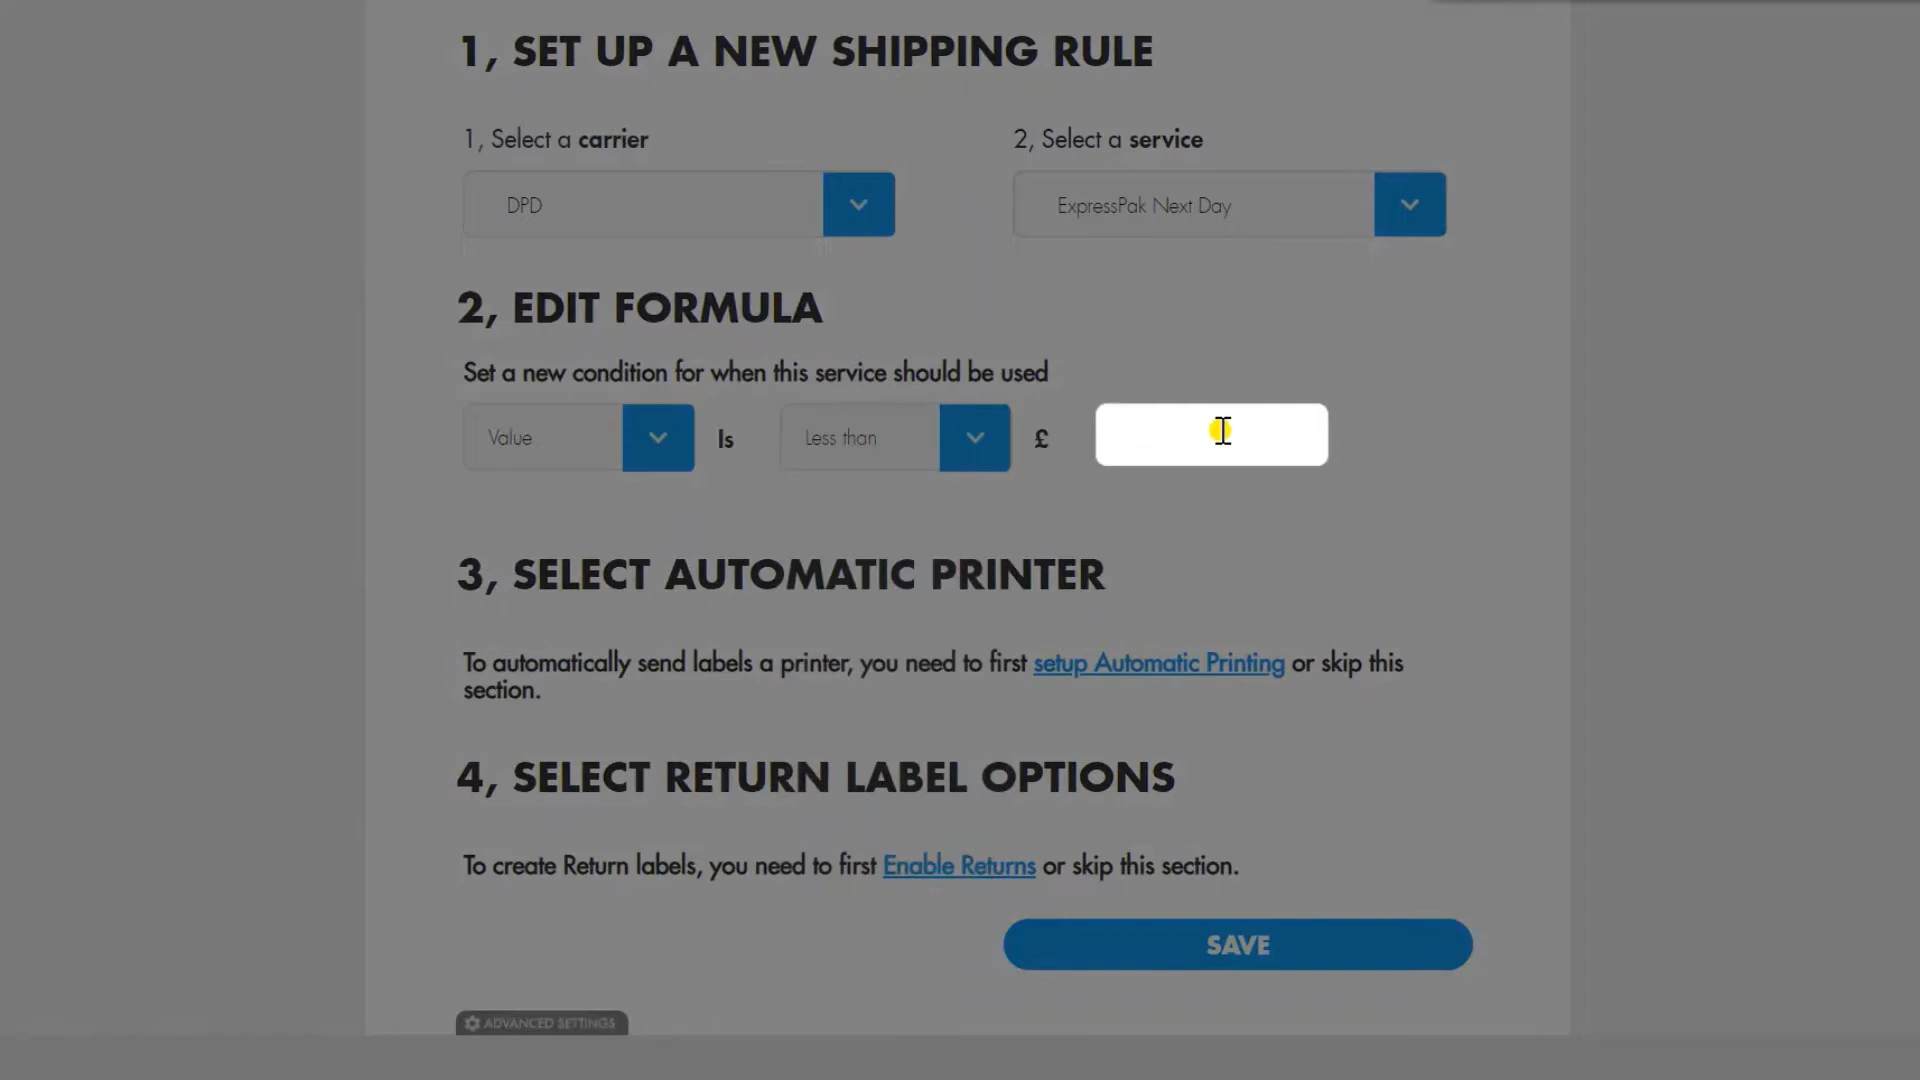 1, SET UP A NEW SHIPPING RULE
1, Select a carrier
2, Select a service
DPD
ExpressPak Next Day
2, EDIT FORMULA
Set a new condition for when this service should be used
Value
Is
Less than
£
3, SELECT AUTOMATIC PRINTER
To automatically send labels a printer, you need to first setup Automatic Printing or skip this
section.
4, SELECT RETURN LABEL OPTIONS
To create Return labels, you need to first Enable Returns or skip this section.
SAVE
ADVANCED SETTINGS